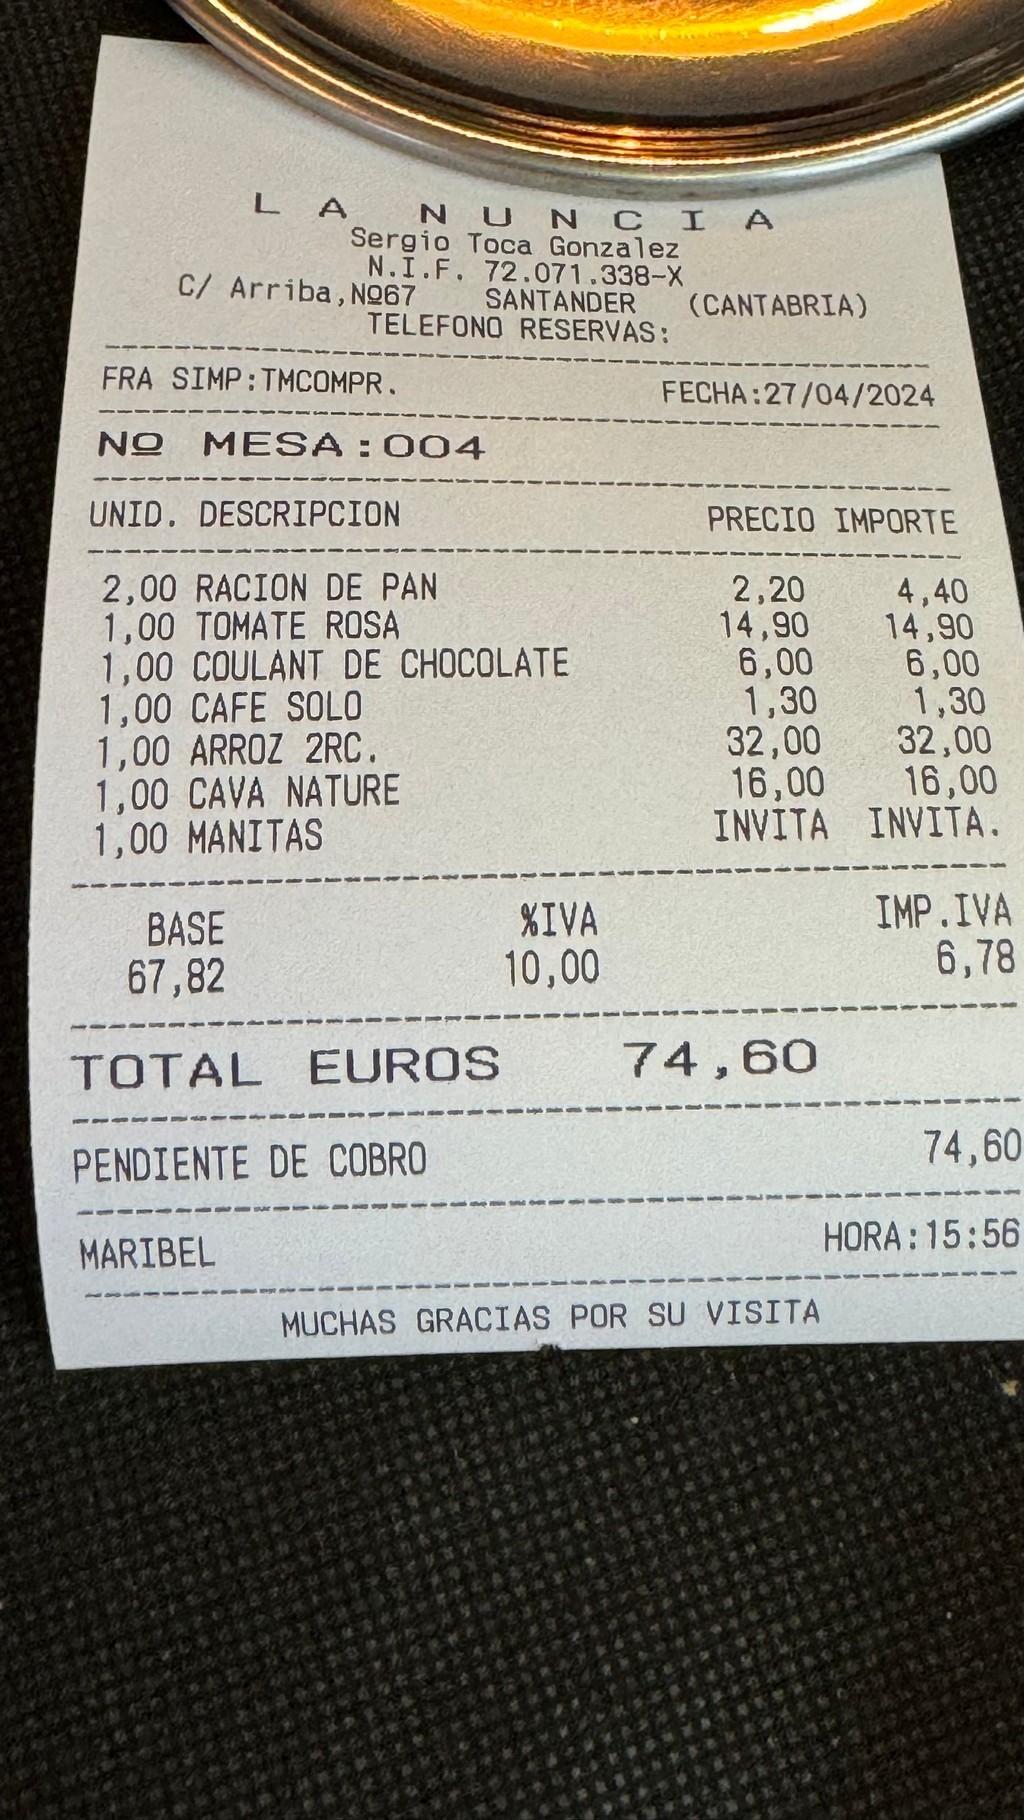 L A N U N C I A
Sergio Toca Gonzalez
N.I.F. 72.071.338-X
C/ Arriba,Nº67 SANTANDER (CANTABRIA)
TELEFONO RESERVAS:
FRA SIMP:TMCOMPR. FECHA:27/04/2024
Nº MESA:004
UNID. DESCRIPCION PRECIO IMPORTE
2,00 RACION DE PAN 2,20 4,40
1,00 TOMATE ROSA 14,90 14,90
1,00 COULANT DE CHOCOLATE 6,00 6,00
1,00 CAFE SOLO 1,30 1,30
1,00 ARROZ 2RC. 32,00 32,00
1,00 CAVA NATURE 16,00 16,00
1,00 MANITAS INVITA INVITA.
BASE %IVA IMP.IVA
67,82 10,00 6,78
TOTAL EUROS 74,60
PENDIENTE DE COBRO 74,60
MARIBEL HORA:15:56
MUCHAS GRACIAS POR SU VISITA